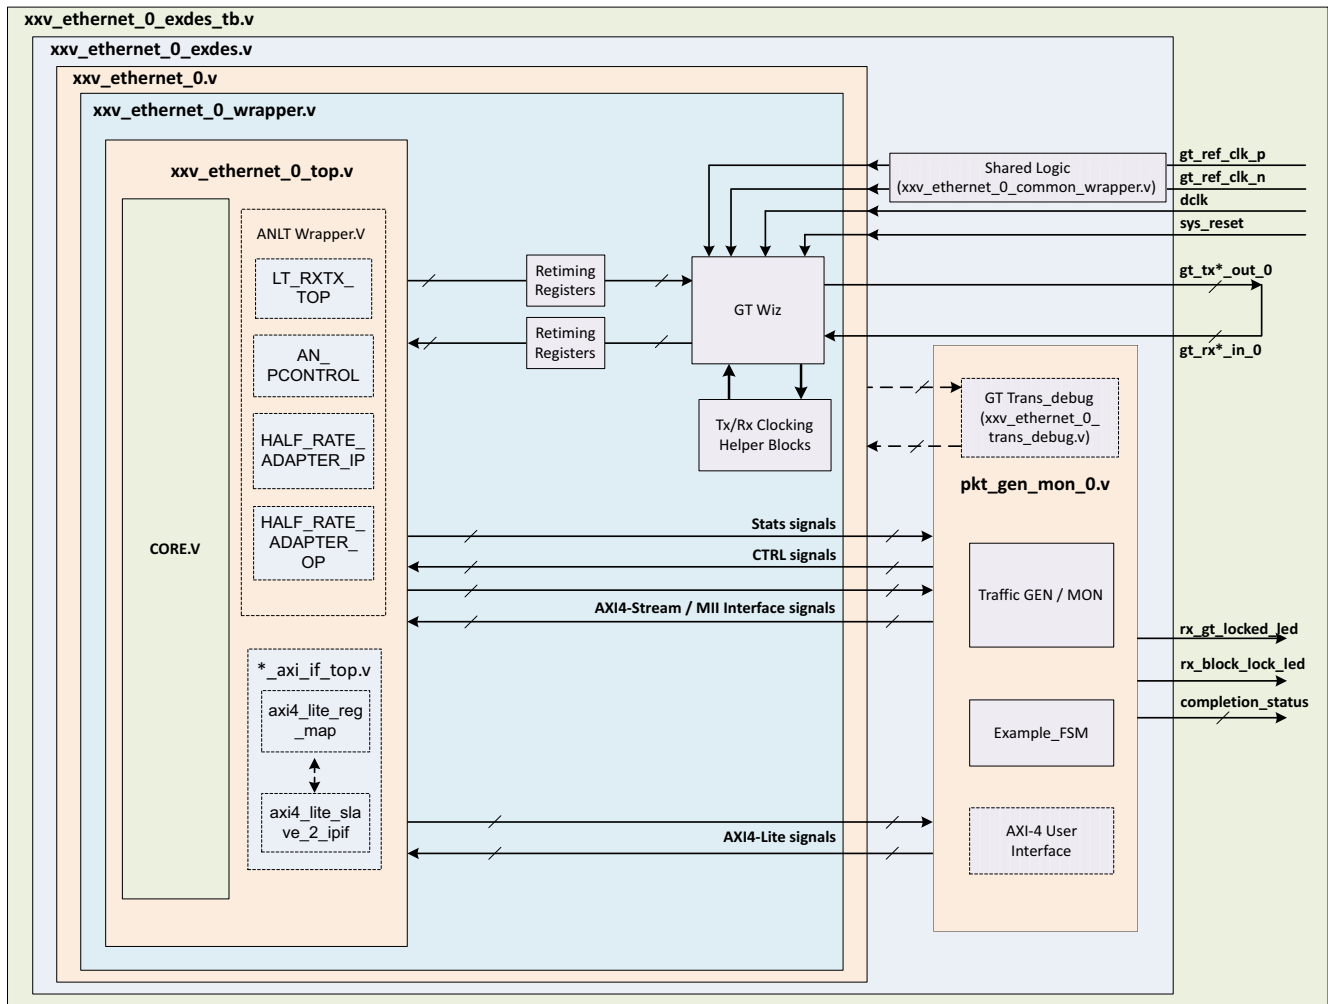 xxv_ethernet_0_exdes_tb.v
xxv_ethernet_0_exdes.v
xxv_ethernet_0.v
xxv_ethernet_0_wrapper.v
xxv_ethernet_0_top.v
CORE.V
ANLT Wrapper.V
LT_RXTX_
TOP
AN_
PCONTROL
HALF_RATE_
ADAPTER_IP
HALF_RATE_
ADAPTER_
OP
*_axi_if_top.v
axi4_lite_reg
_map
axi4_lite_sla
ve_2_ipif
Retiming
Registers
Retiming
Registers
GT Wiz
Tx/Rx Clocking
Helper Blocks
Shared Logic
(xxv_ethernet_0_common_wrapper.v)
gt_ref_clk_p
gt_ref_clk_n
dclk
sys_reset
gt_tx*_out_0
gt_rx*_in_0
GT Trans_debug
(xxv_ethernet_0_
trans_debug.v)
pkt_gen_mon_0.v
Stats signals
CTRL signals
AXI4-Stream / MII Interface signals
AXI4-Lite signals
Traffic GEN / MON
Example_FSM
AXI-4 User
Interface
rx_gt_locked_led
rx_block_lock_led
completion_status